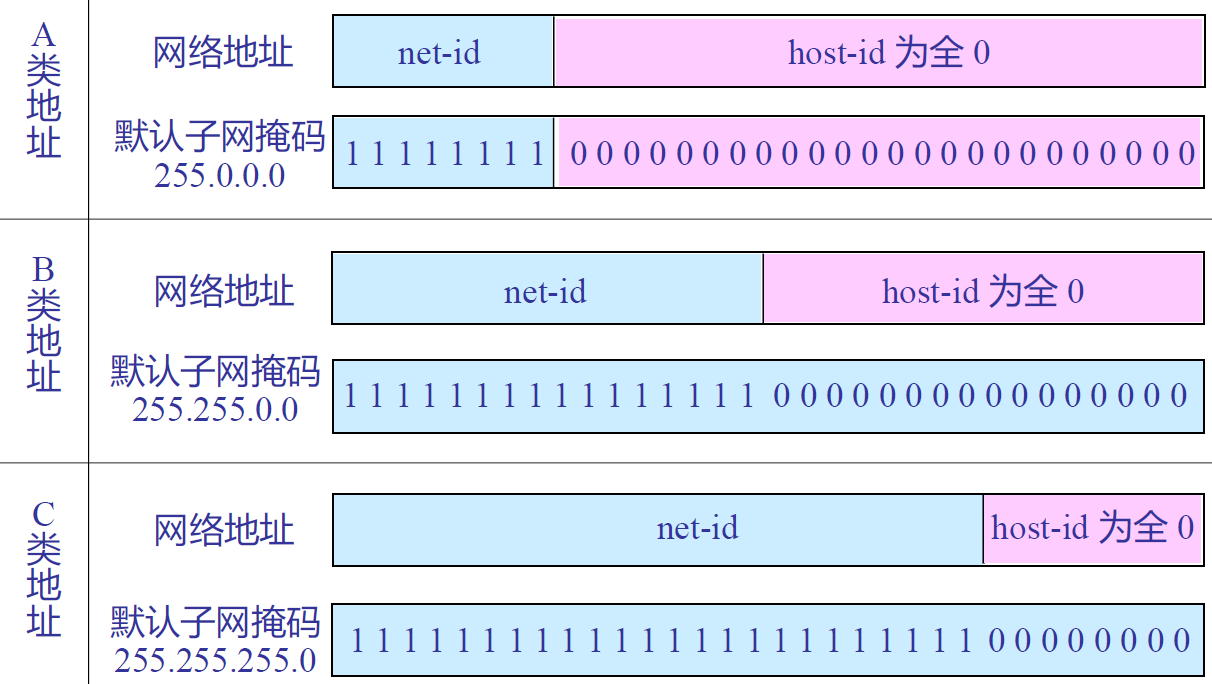 A类地址
网络地址
net-id
host-id 为全 0
默认子网掩码
255.0.0.0
1 1 1 1 1 1 1 1 0 0 0 0 0 0 0 0 0 0 0 0 0 0 0 0 0 0 0 0 0 0 0 0
B类地址
网络地址
net-id
host-id 为全 0
默认子网掩码
255.255.0.0
1 1 1 1 1 1 1 1 1 1 1 1 1 1 1 1 0 0 0 0 0 0 0 0 0 0 0 0 0 0 0 0
C类地址
网络地址
net-id
host-id 为全 0
默认子网掩码
255.255.255.0
1 1 1 1 1 1 1 1 1 1 1 1 1 1 1 1 1 1 1 1 1 1 1 1 0 0 0 0 0 0 0 0